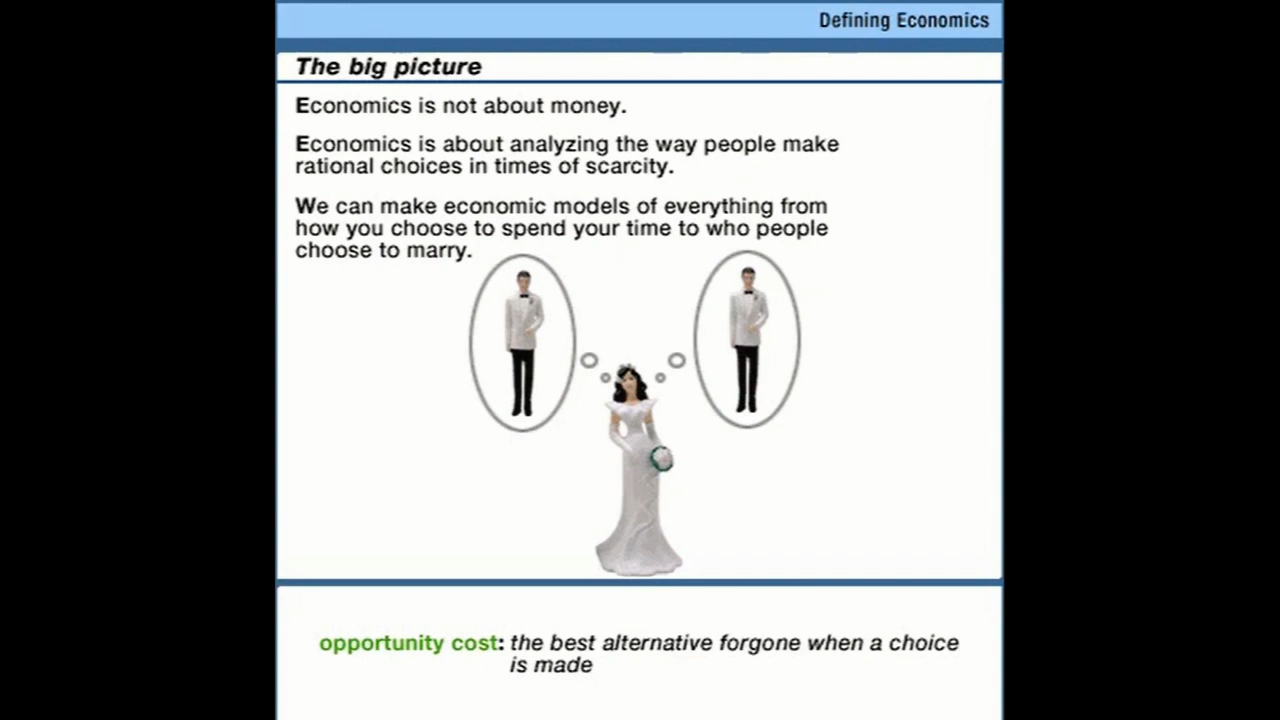 Defining Economics
The big picture
Economics is not about money.
Economics is about analyzing the way people make
rational choices in times of scarcity.
We can make economic models of everything from
how you choose to spend your time to who people
choose to marry.
opportunity cost: the best alternative forgone when a choice
is made